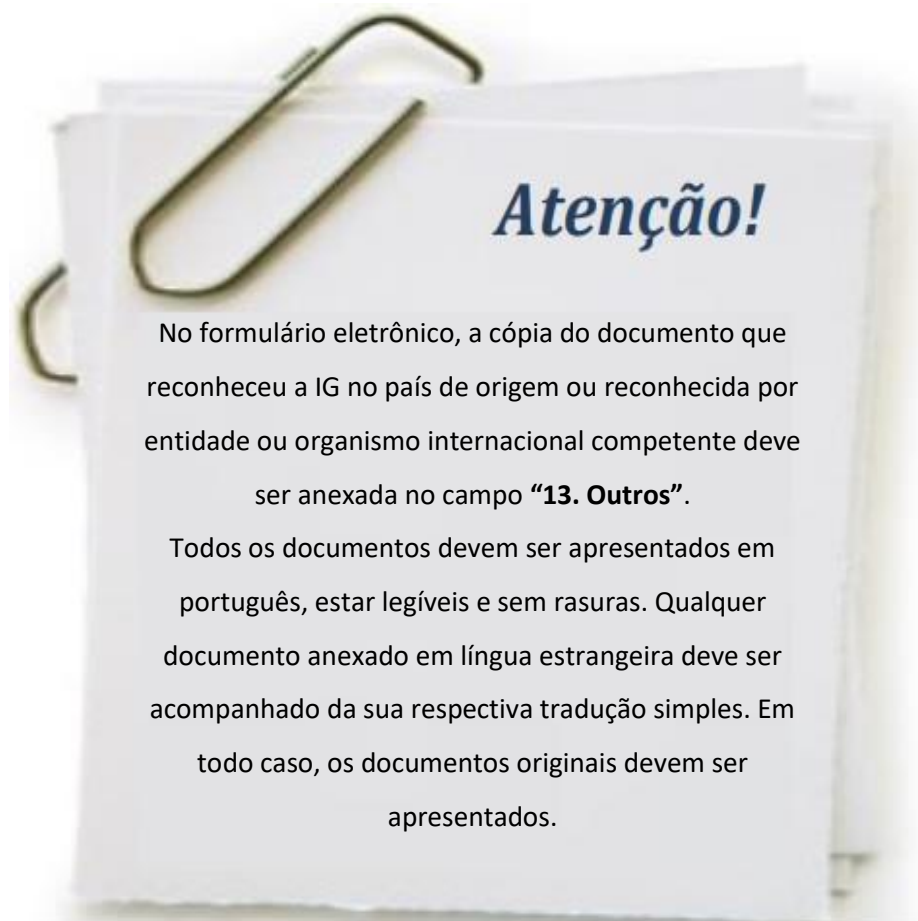 Atenção!
No formulário eletrônico, a cópia do documento que
reconheceu a IG no país de origem ou reconhecida por
entidade ou organismo internacional competente deve
ser anexada no campo “13. Outros”.
Todos os documentos devem ser apresentados em
português, estar legíveis e sem rasuras. Qualquer
documento anexado em língua estrangeira deve ser
acompanhado da sua respectiva tradução simples. Em
todo caso, os documentos originais devem ser
apresentados.